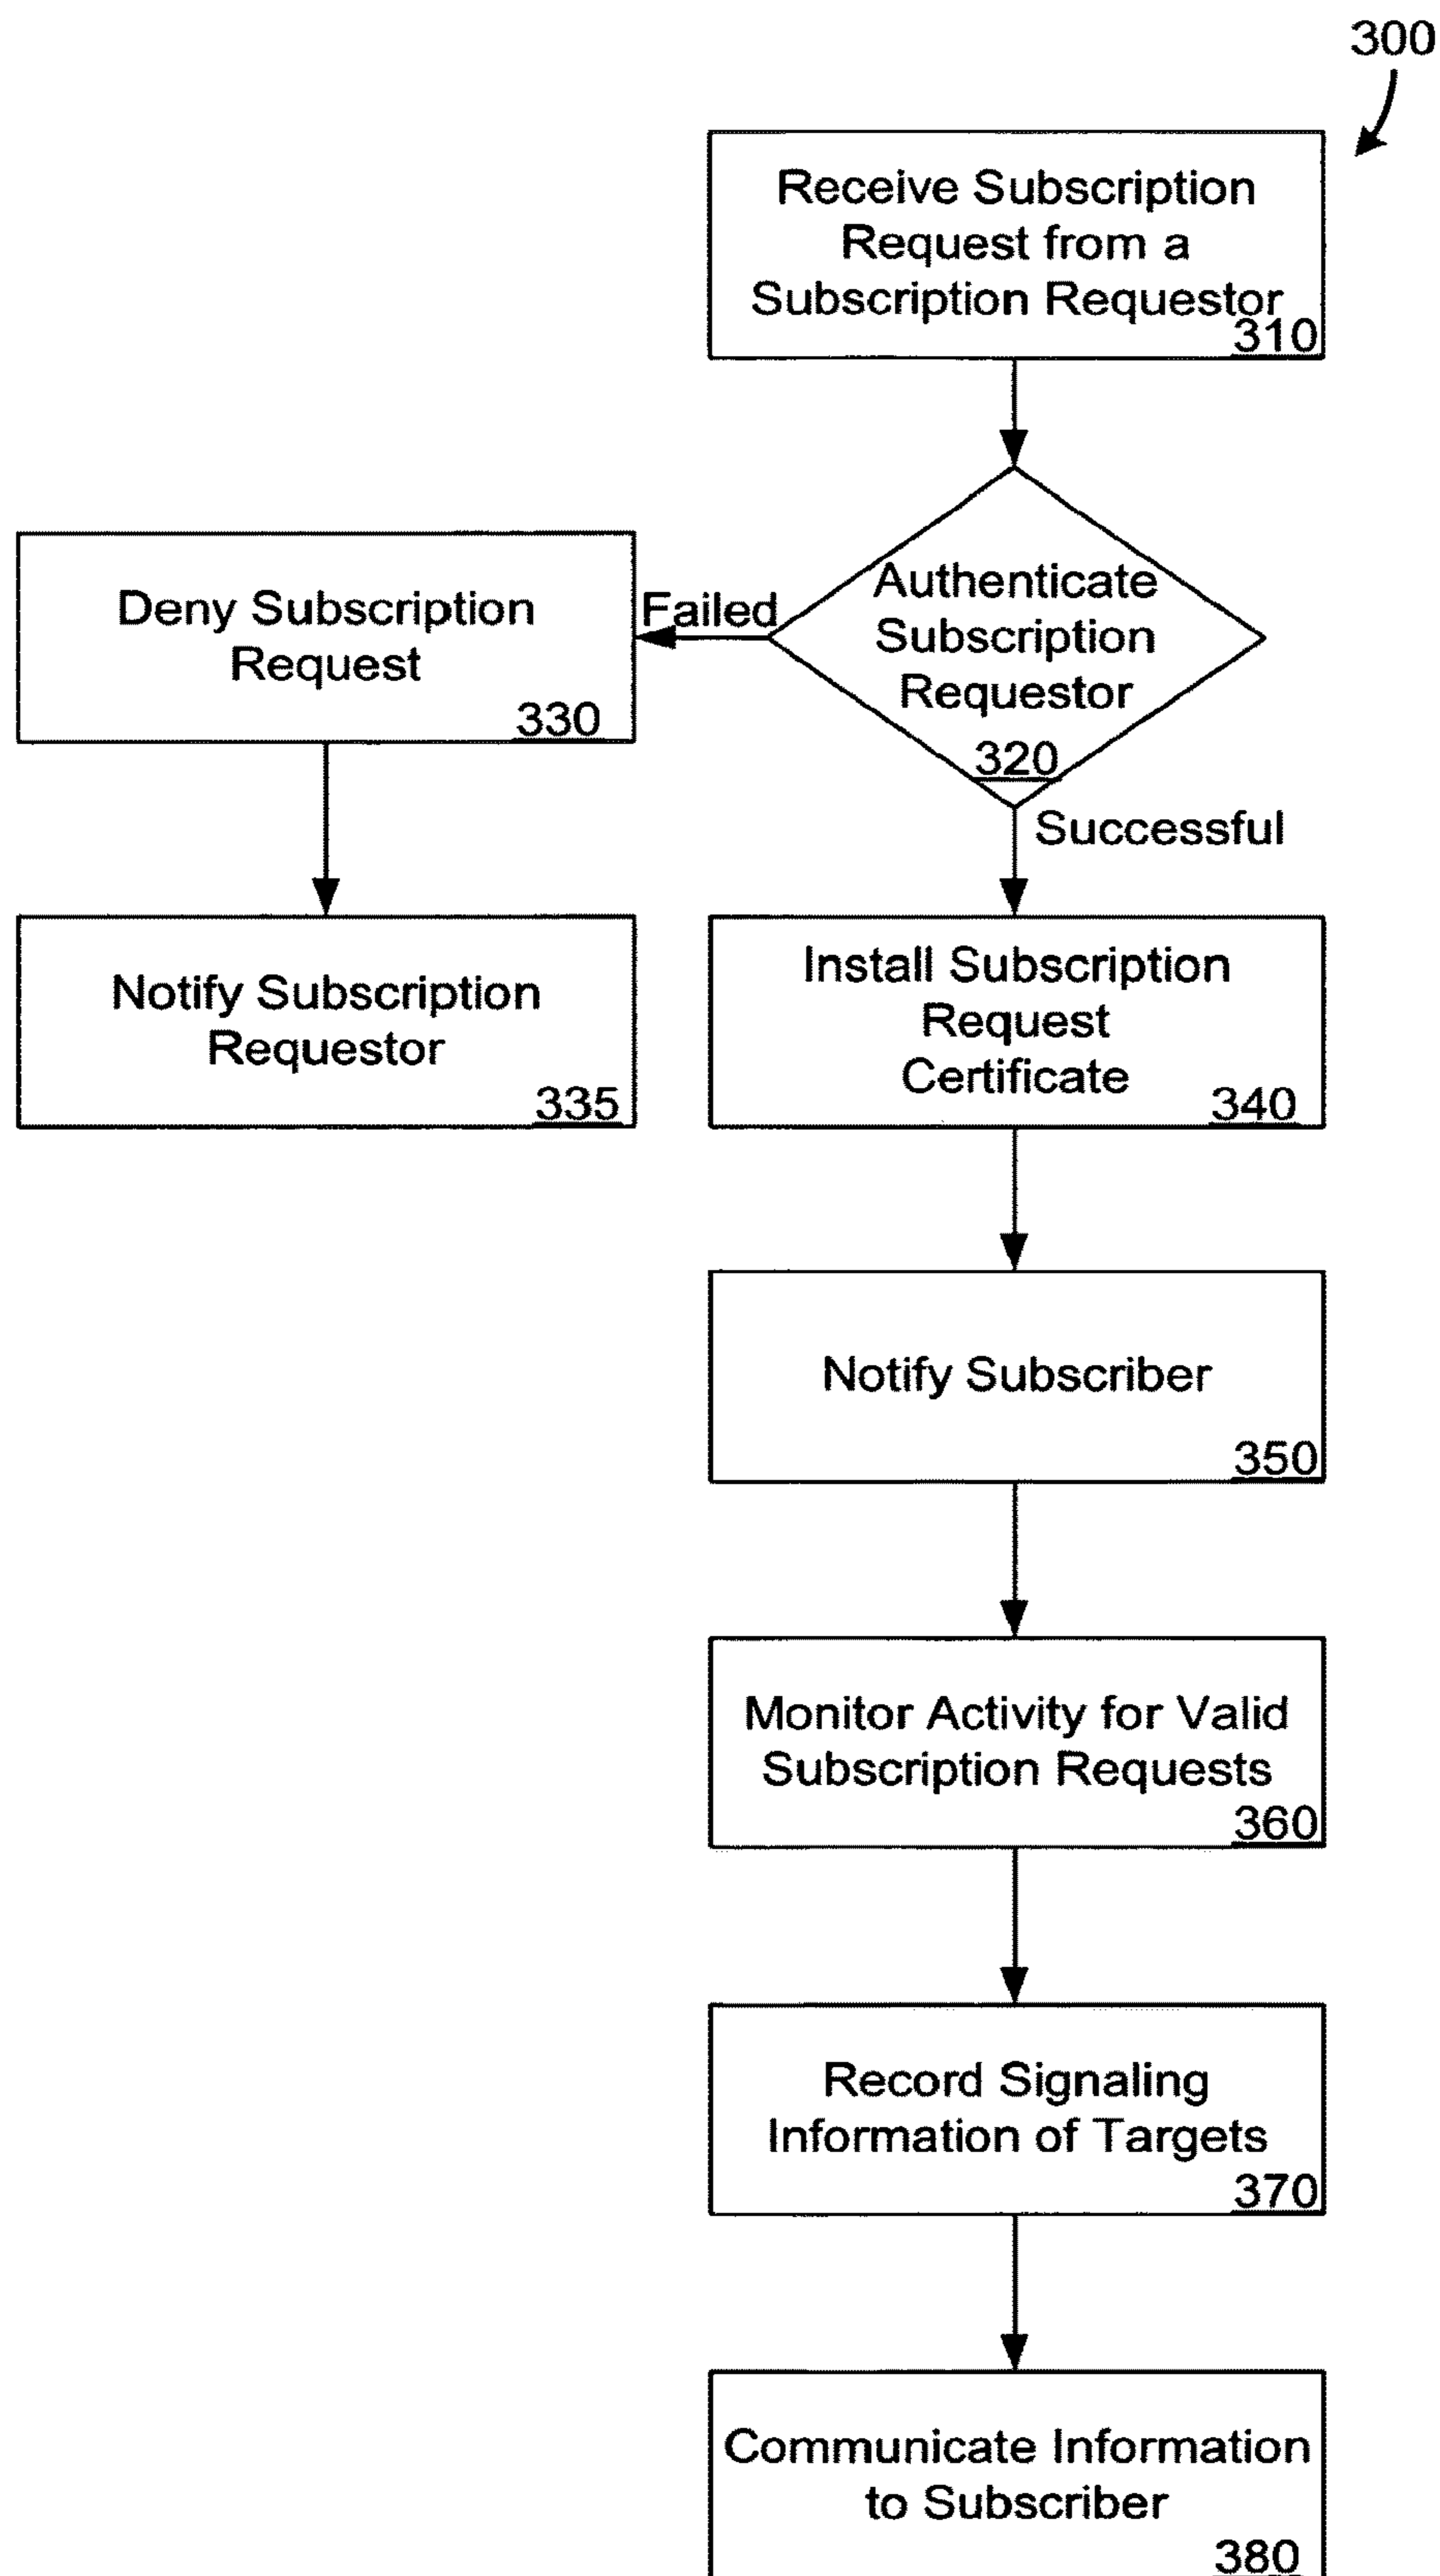 300
Receive Subscription
Request from a
Subscription Requestor
310
Authenticate
Subscription
Requestor
320
Failed
Deny Subscription
Request
330
Successful
Notify Subscription
Requestor
335
Install Subscription
Request
Certificate
340
Notify Subscriber
350
Monitor Activity for Valid
Subscription Requests
360
Record Signaling
Information of Targets
370
Communicate Information
to Subscriber
380